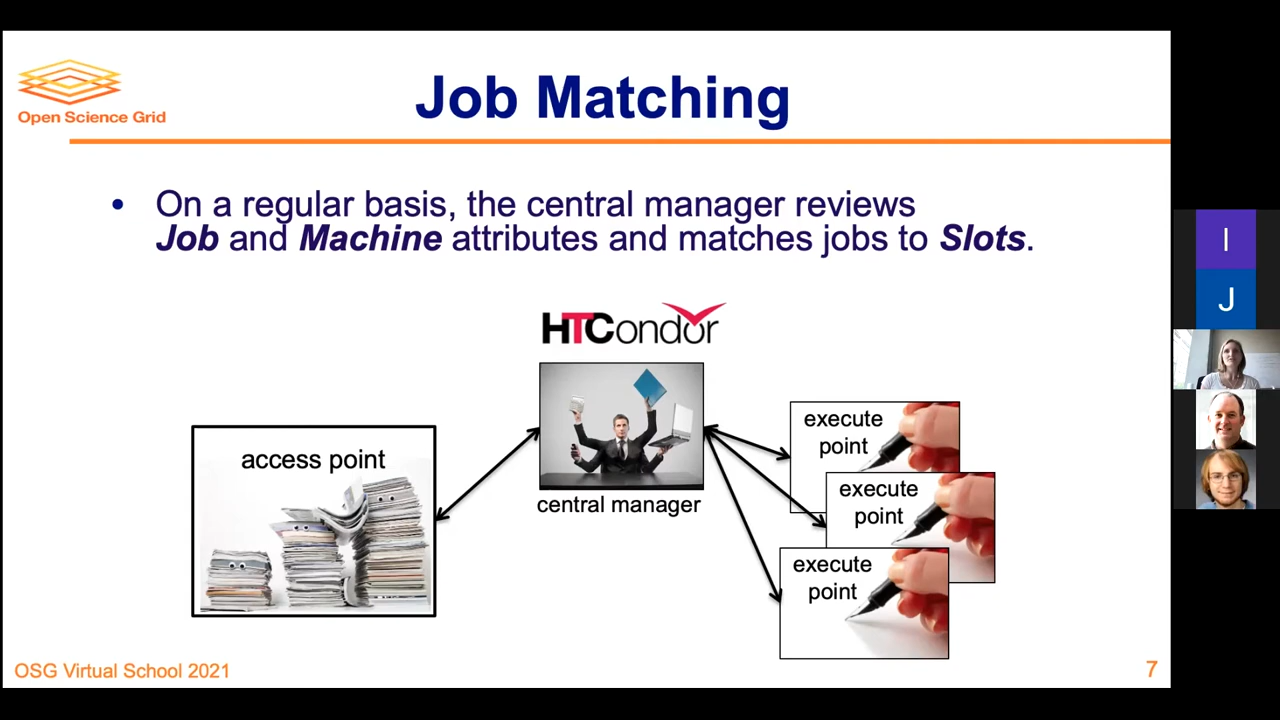 Open Science Grid
Job Matching
• On a regular basis, the central manager reviews
Job and Machine attributes and matches jobs to Slots.
HTCondor
access point
central manager
execute
point
execute
point
execute
point
OSG Virtual School 2021
7
I
J